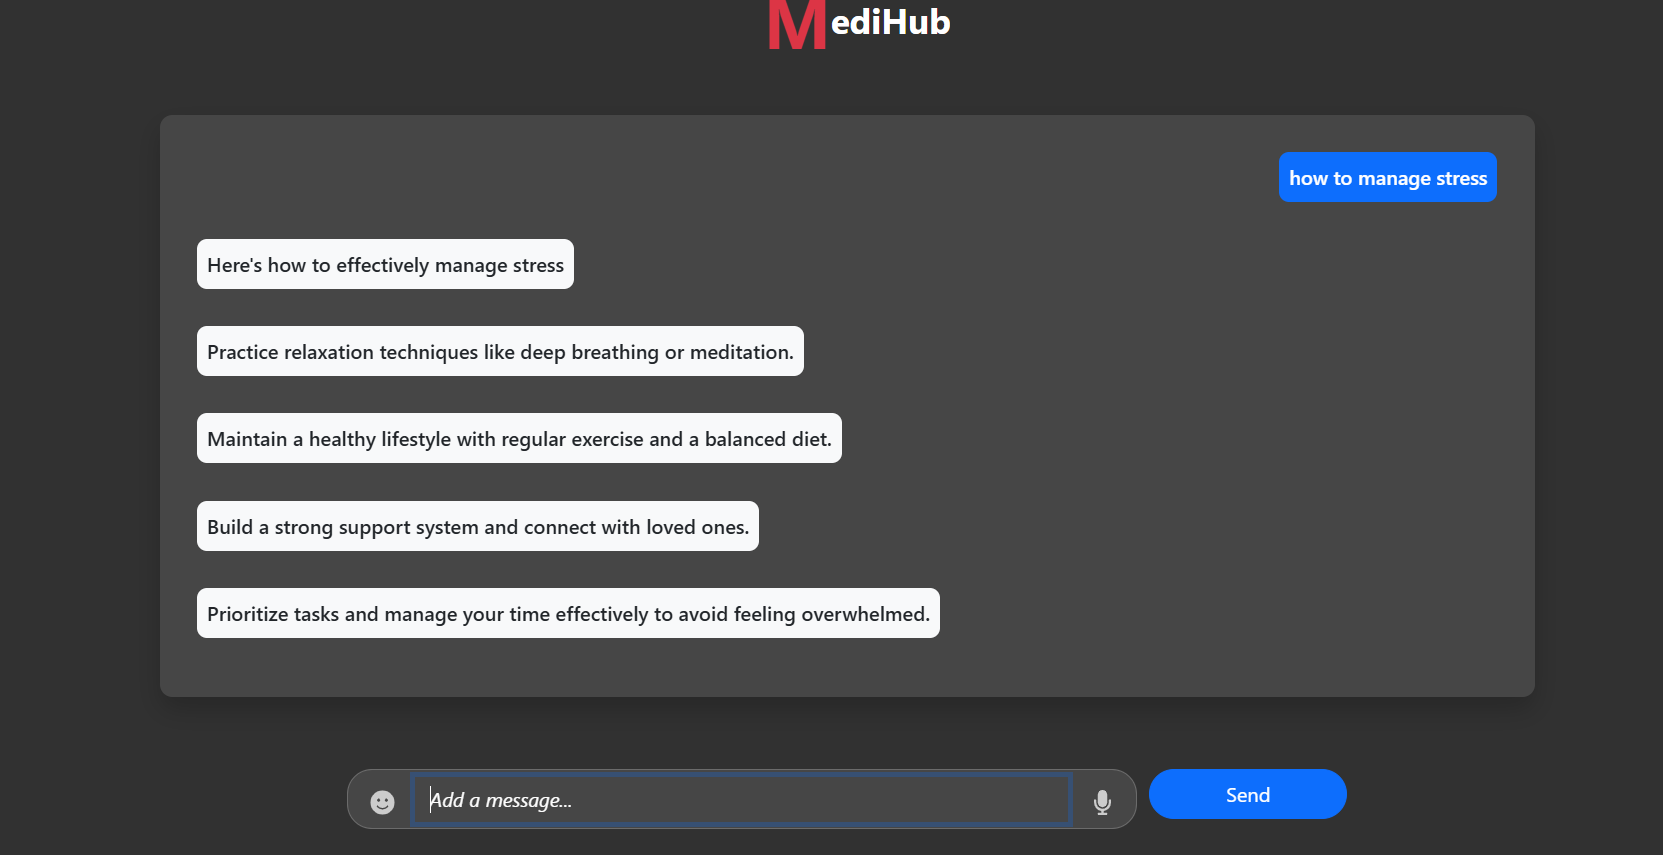 MediHub
how to manage stress
Here's how to effectively manage stress
Practice relaxation techniques like deep breathing or meditation.
Maintain a healthy lifestyle with regular exercise and a balanced diet.
Build a strong support system and connect with loved ones.
Prioritize tasks and manage your time effectively to avoid feeling overwhelmed.
Add a message...
Send